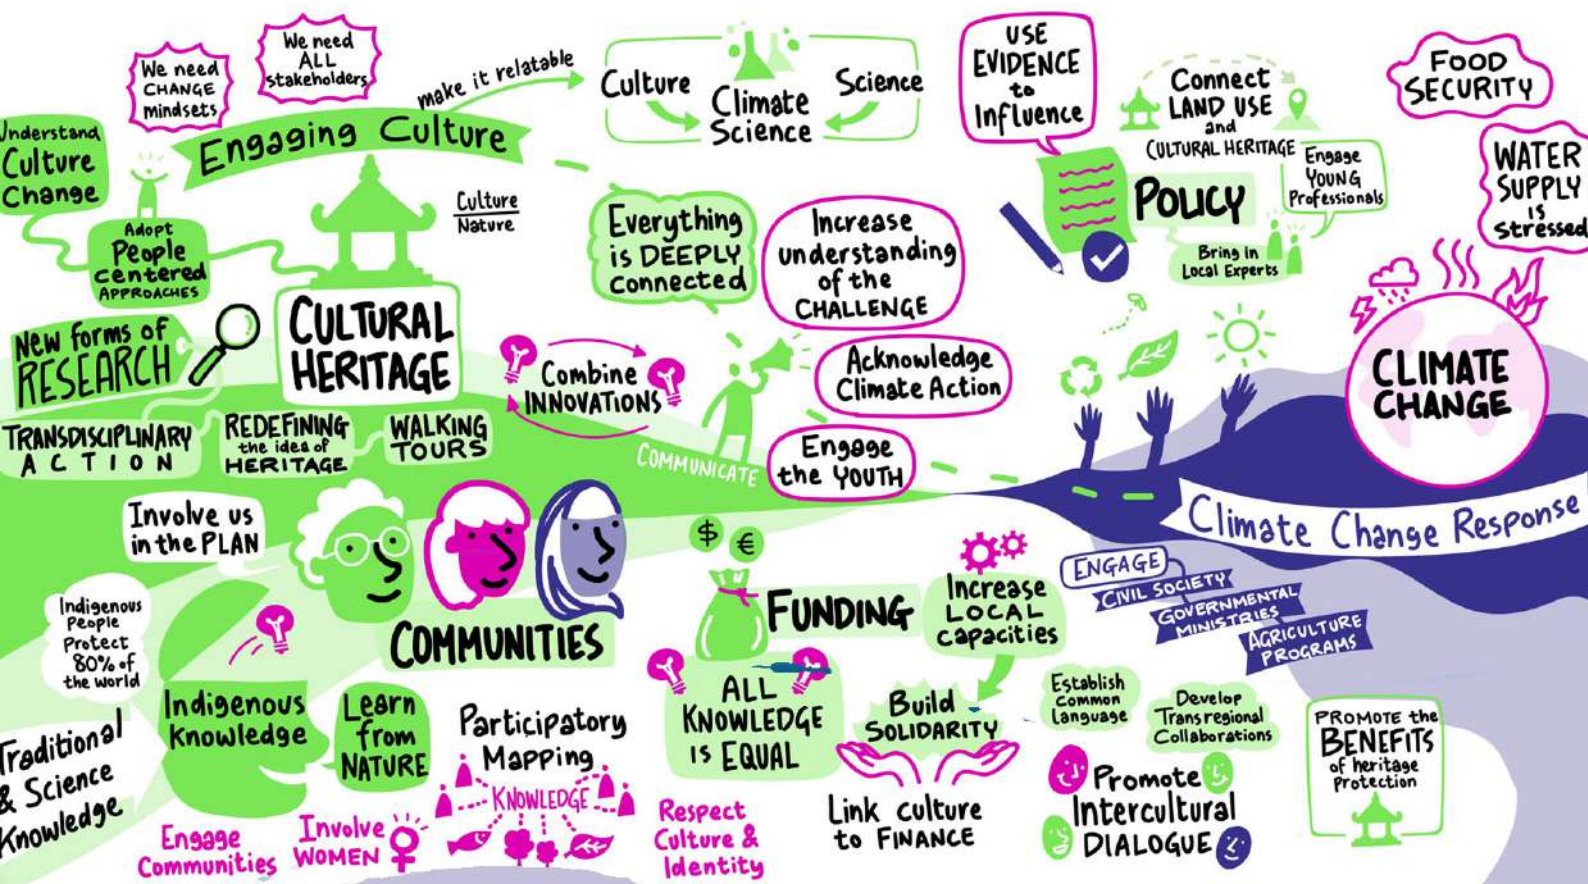 We need
CHANGE
mindsets
We need
ALL
stakeholders
make it relatable
Engaging Culture
Understand
Culture
Change
Adopt
People
centered
APPROACHES
Culture
Nature
Culture
Climate
Science
Science
USE
EVIDENCE
to
Influence
Connect
LAND USE
and
CULTURAL HERITAGE
Engage
YOUNG
Professionals
POLICY
Bring in
Local Experts
FOOD
SECURITY
WATER
SUPPLY
is
stressed
New forms of
RESEARCH
CULTURAL
HERITAGE
Everything
is DEEPLY
connected
Increase
understanding
of the
CHALLENGE
Combine
INNOVATIONS
Acknowledge
Climate Action
Engage
the YOUTH
COMMUNICATE
CLIMATE
CHANGE
TRANSDISCIPLINARY
ACTION
REDEFINING
the idea of
HERITAGE
WALKING
TOURS
Climate Change Response
Involve us
in the PLAN
Indigenous
People
Protect
80% of
the world
COMMUNITIES
$
€
FUNDING
Increase
LOCAL
capacities
ENGAGE
CIVIL SOCIETY
GOVERNMENTAL
MINISTRIES
AGRICULTURE
PROGRAMS
Traditional
& Science
Knowledge
Indigenous
Knowledge
Learn
from
NATURE
Participatory
Mapping
KNOWLEDGE
ALL
KNOWLEDGE
IS EQUAL
Build
SOLIDARITY
Establish
Common
Language
Develop
Transregional
Collaborations
PROMOTE the
BENEFITS
of heritage
Protection
Engage
Communities
Involve
WOMEN
Respect
Culture &
Identity
Link culture
to FINANCE
Promote
Intercultural
DIALOGUE